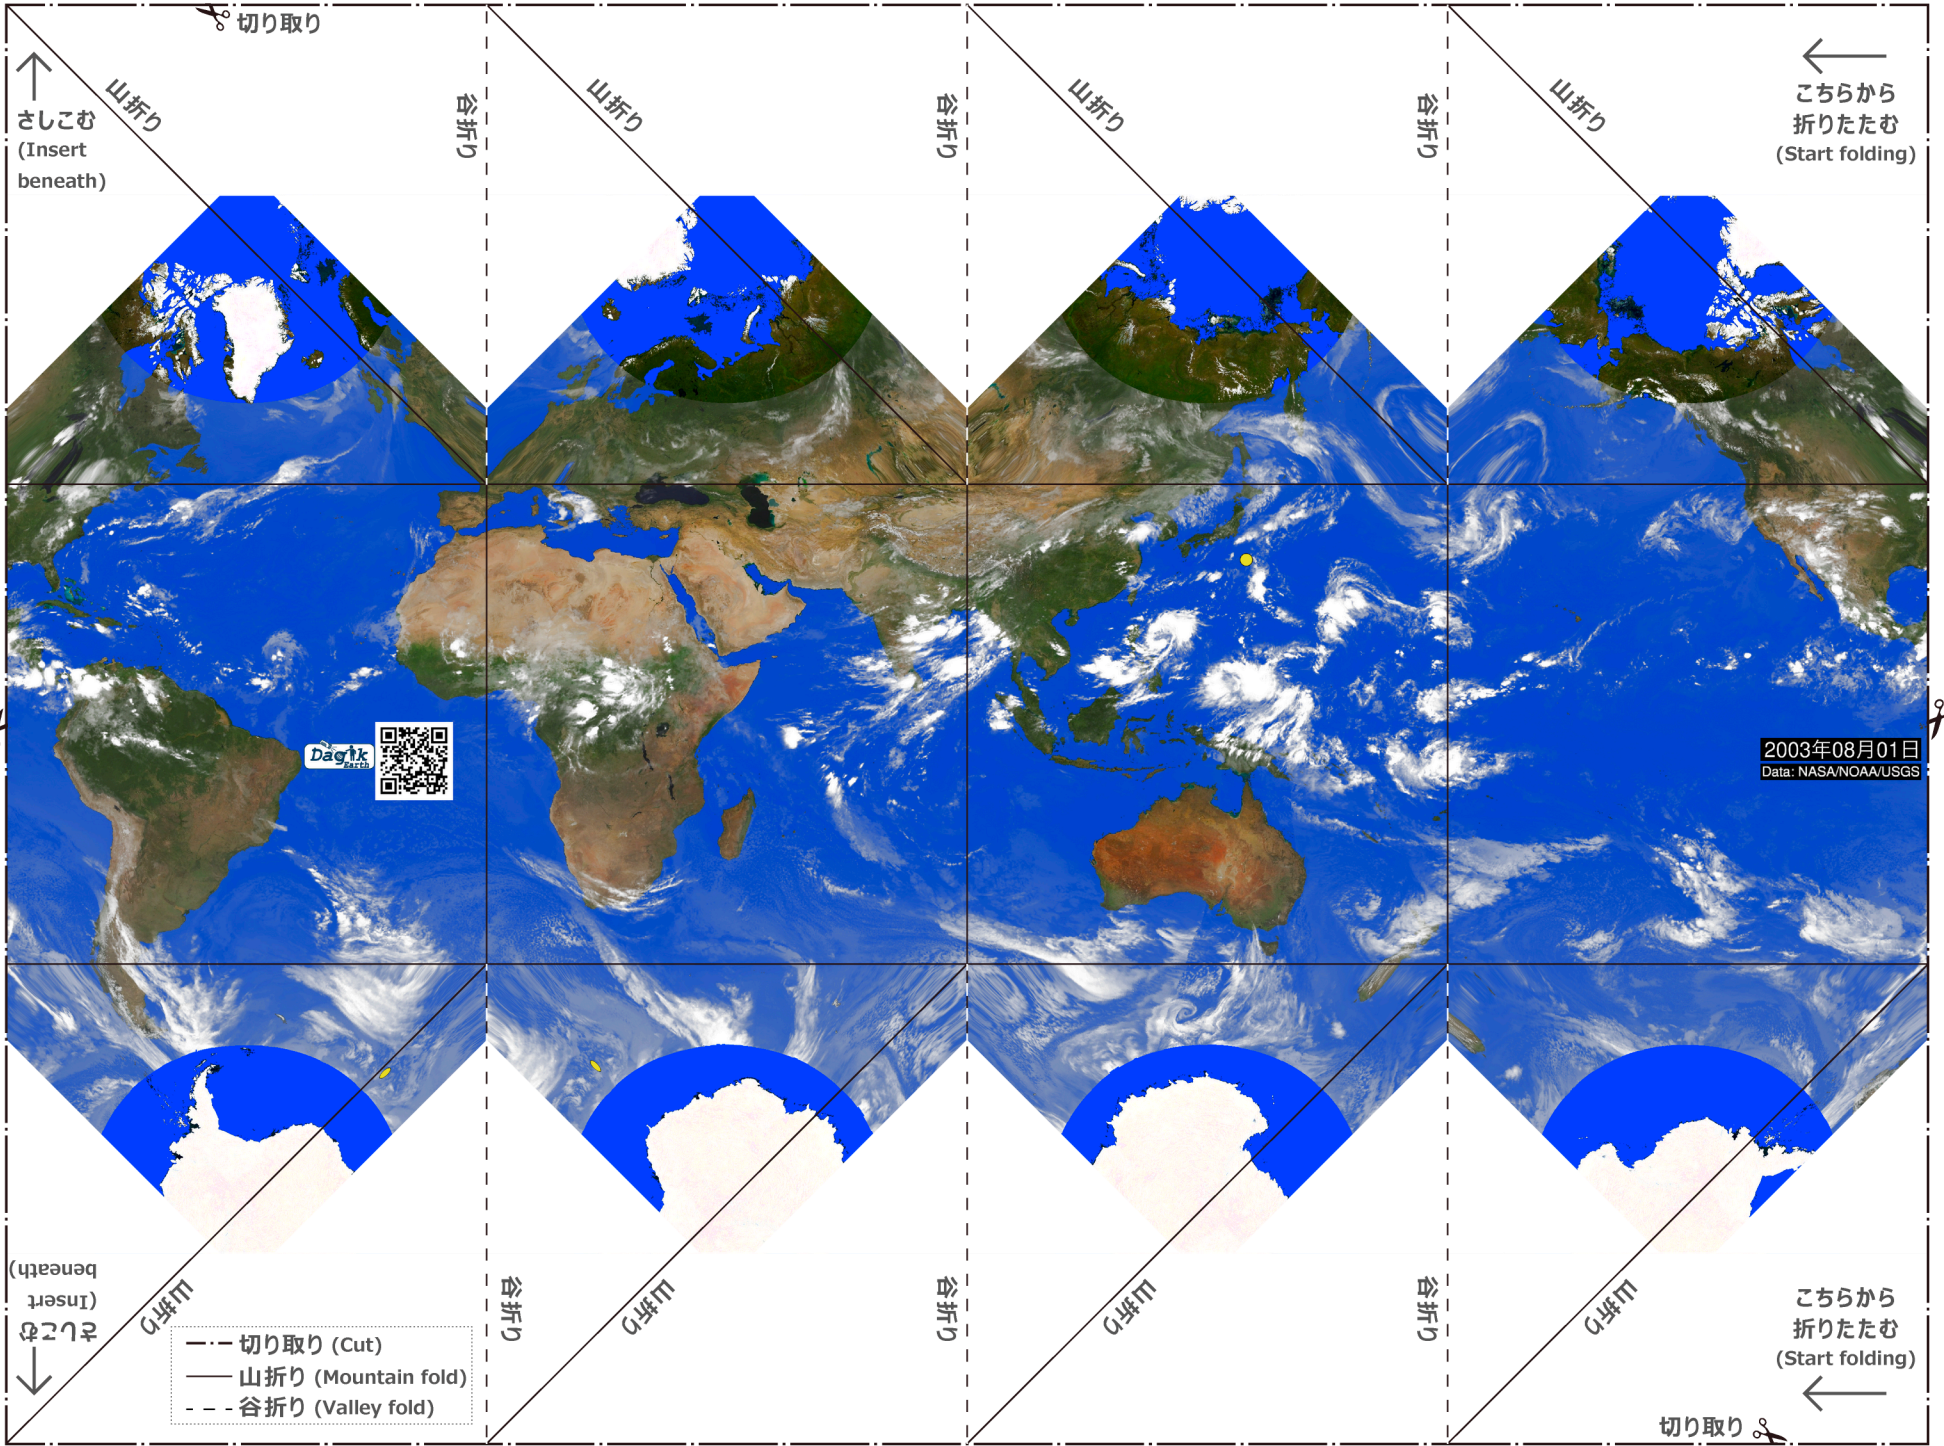 切り取り
こちらから
折りたたむ
(Start folding)
さしこむ
(Insert
beneath)
山折り
谷折り
山折り
谷折り
山折り
谷折り
山折り
Dagik
Earth
2003年08月01日
Data: NASA/NOAA/USGS
さしこむ
(Insert
beneath)
山折り
谷折り
山折り
谷折り
山折り
谷折り
山折り
こちらから
折りたたむ
(Start folding)
切り取り (Cut)
山折り (Mountain fold)
谷折り (Valley fold)
切り取り